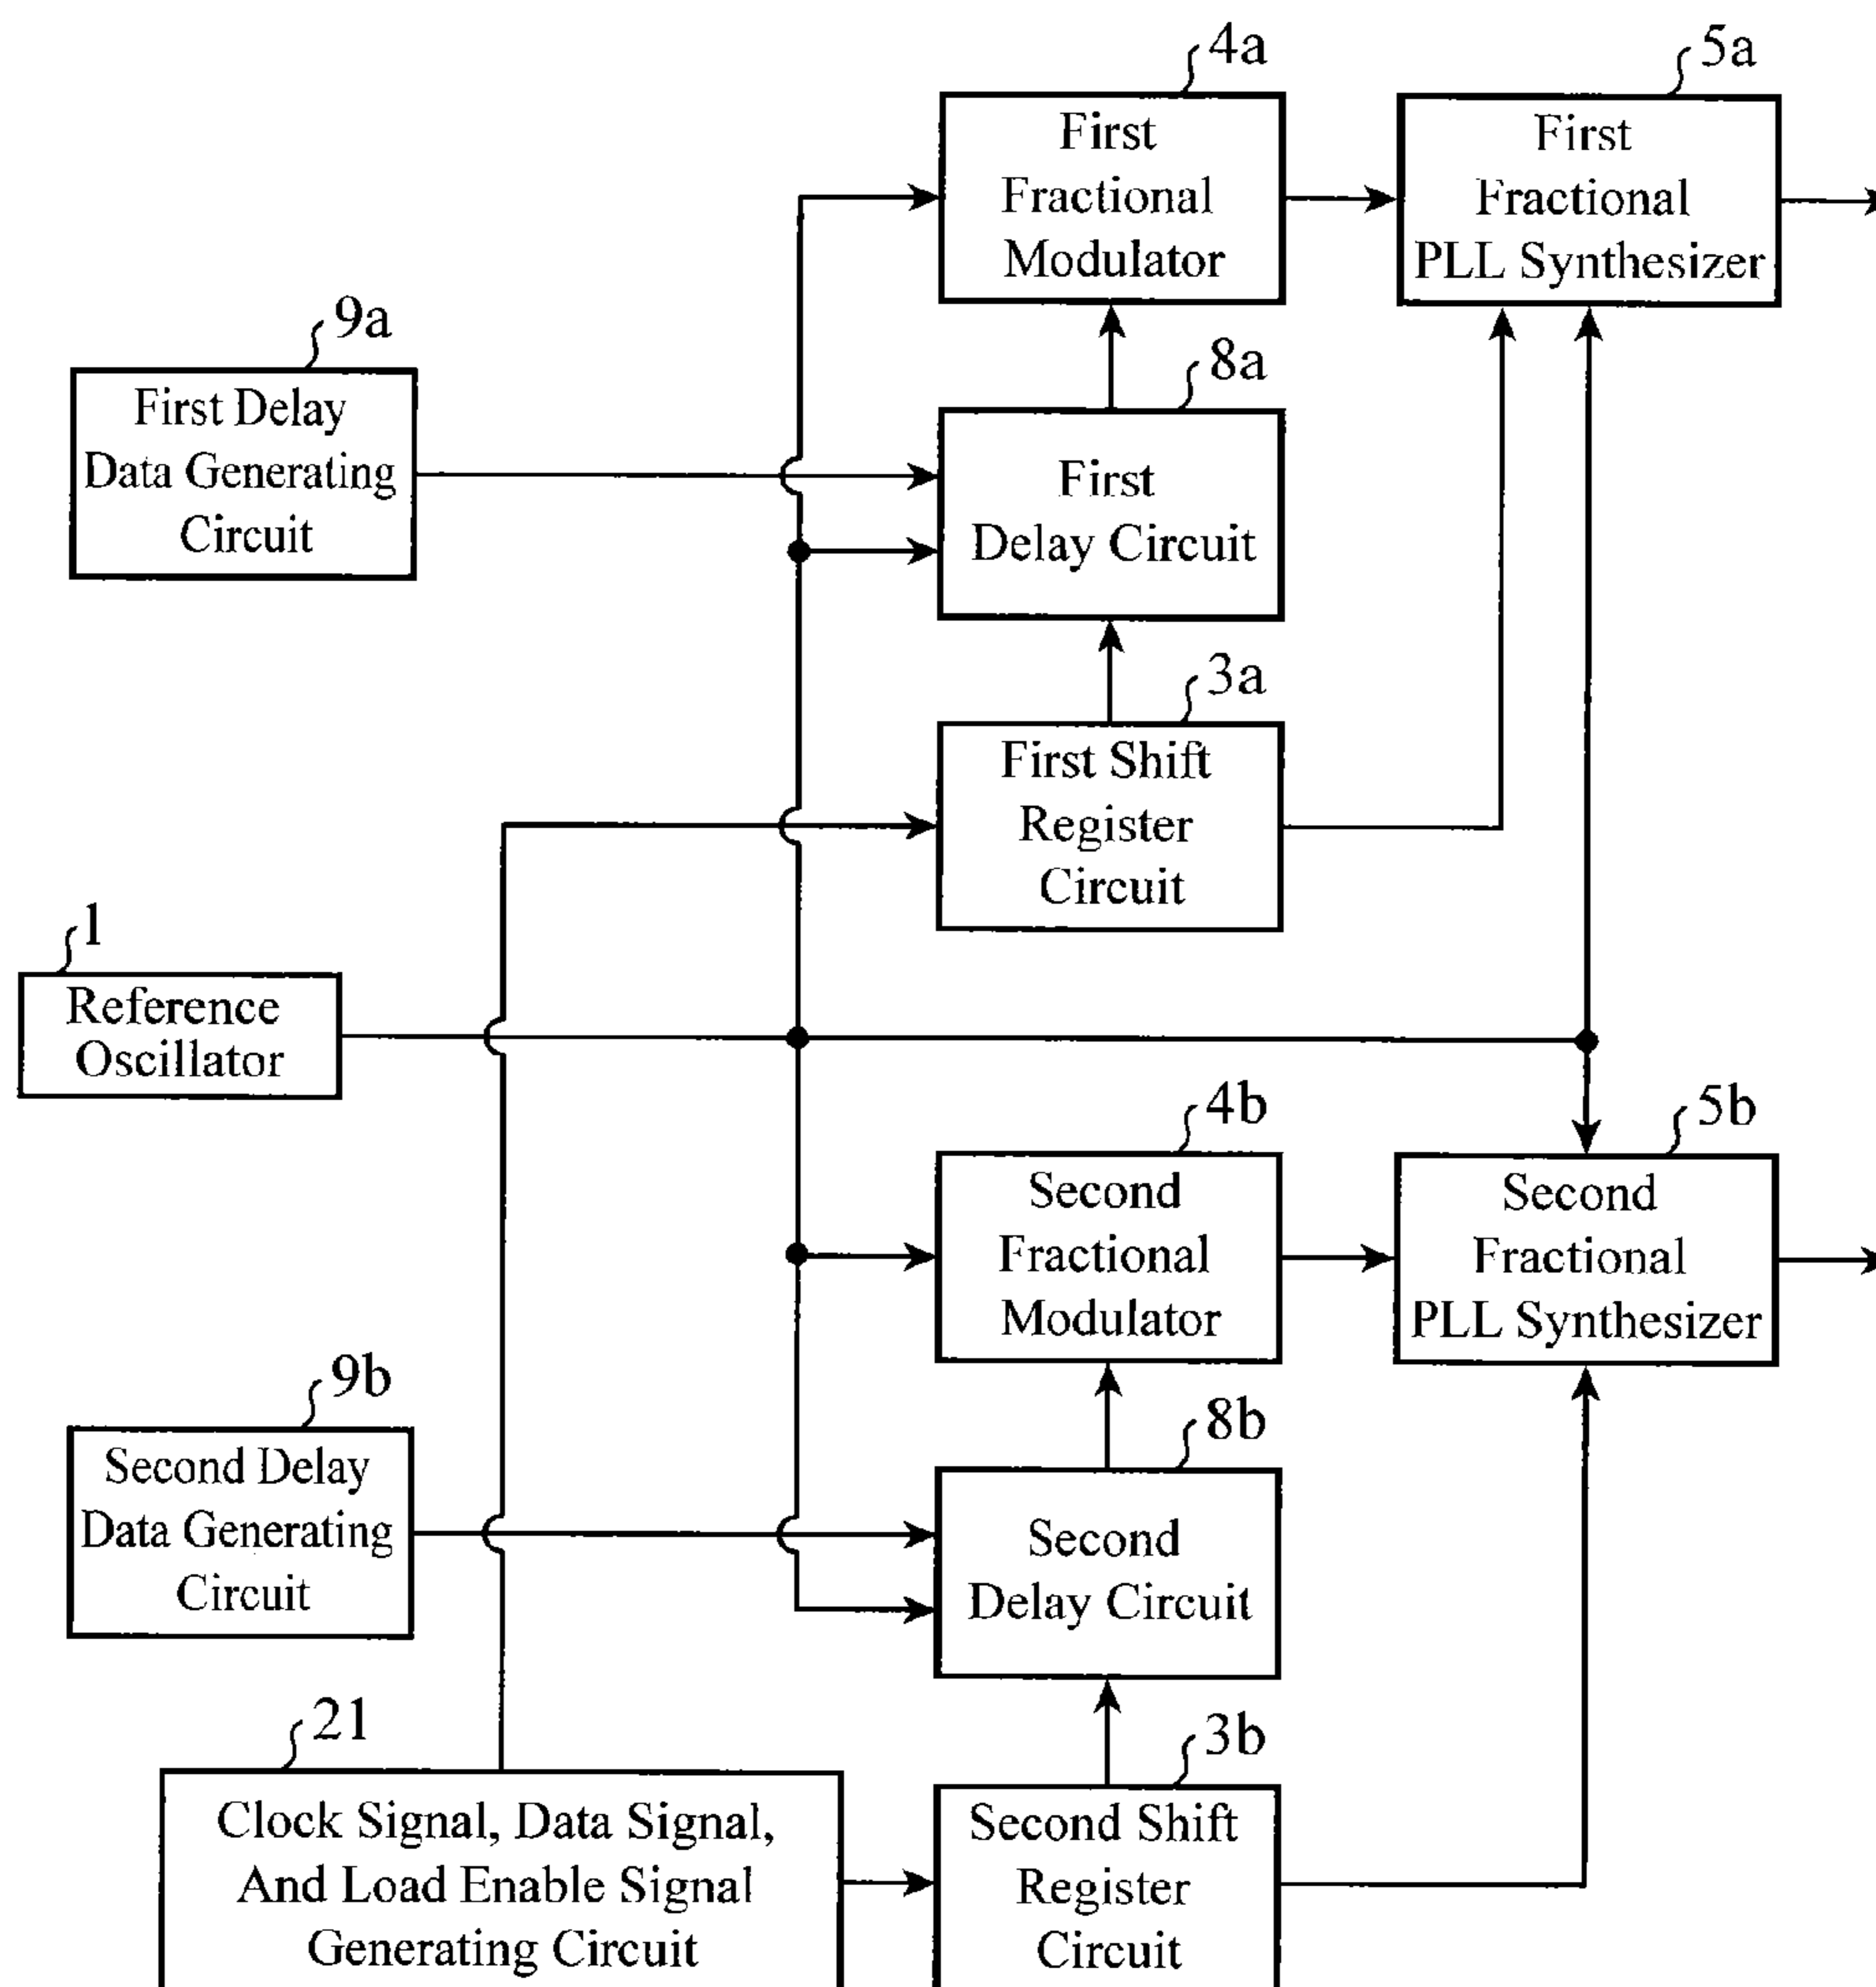 4a
First
Fractional
Modulator
5a
First
Fractional
PLL Synthesizer
9a
First Delay
Data Generating
Circuit
8a
First
Delay Circuit
3a
First Shift
Register
Circuit
1
Reference
Oscillator
4b
Second
Fractional
Modulator
5b
Second
Fractional
PLL Synthesizer
9b
Second Delay
Data Generating
Circuit
8b
Second
Delay Circuit
21
Clock Signal, Data Signal,
And Load Enable Signal
Generating Circuit
3b
Second Shift
Register
Circuit